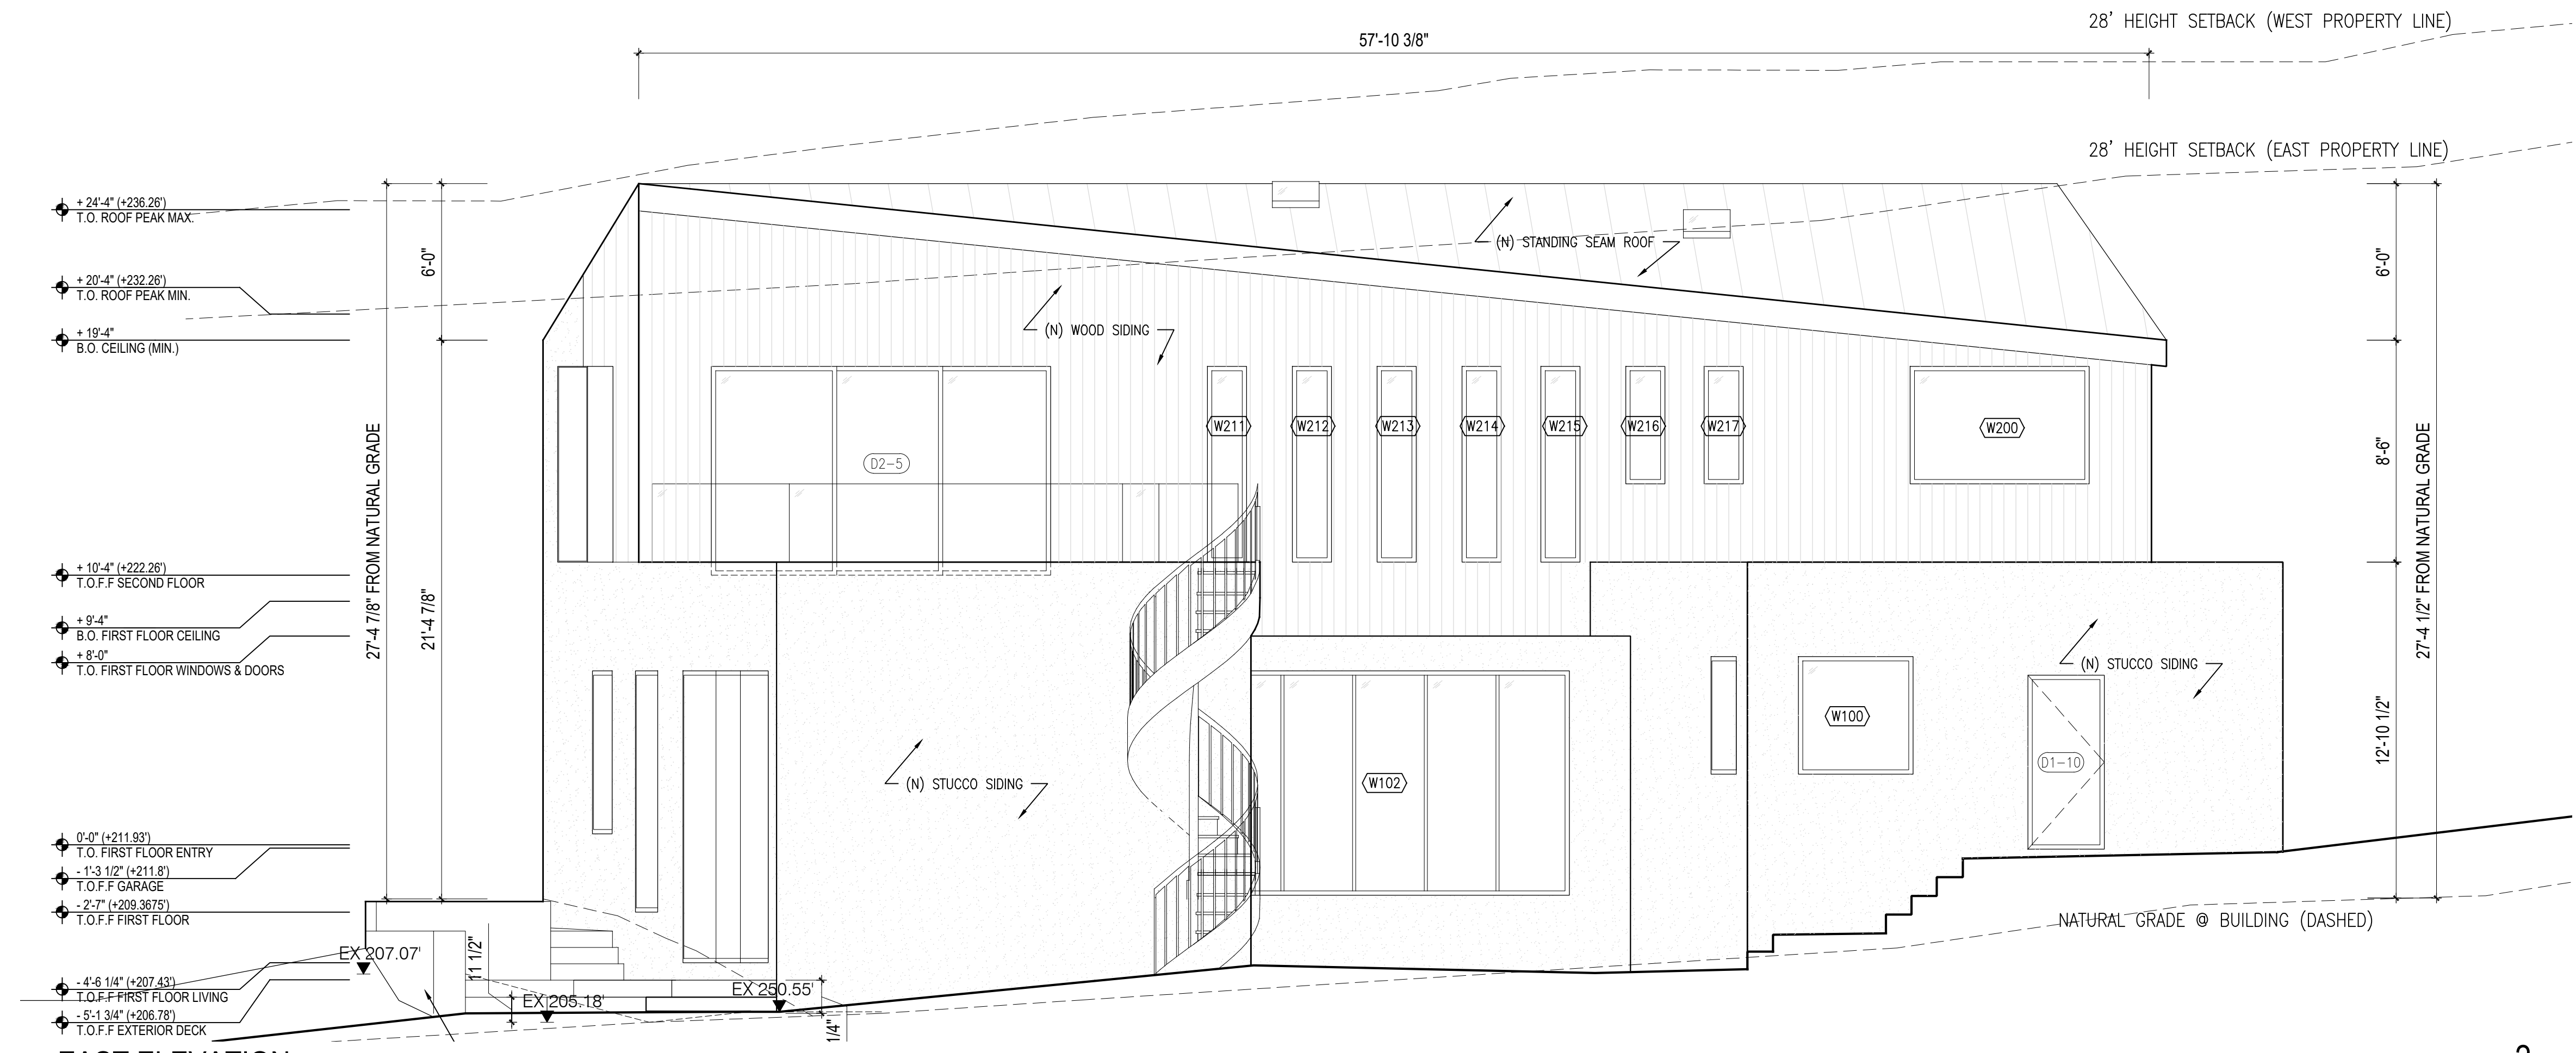 28' HEIGHT SETBACK (WEST PROPERTY LINE)
57'-10 3/8"
28' HEIGHT SETBACK (EAST PROPERTY LINE)
+ 24'-4" (+236.26')
T.O. ROOF PEAK MAX.
+ 20'-4" (+232.26')
T.O. ROOF PEAK MIN.
+ 19'-4"
B.O. CEILING (MIN.)
+ 10'-4" (+222.26')
T.O.F.F SECOND FLOOR
+ 9'-4"
B.O. FIRST FLOOR CEILING
+ 8'-0"
T.O. FIRST FLOOR WINDOWS & DOORS
0'-0" (+211.93')
T.O. FIRST FLOOR ENTRY
- 1'-3 1/2" (+211.8')
T.O.F.F GARAGE
- 2'-7" (+209.3675')
T.O.F.F FIRST FLOOR
- 4'-6 1/4" (+207.43')
T.O.F.F FIRST FLOOR LIVING
- 5'-1 3/4" (+206.78')
T.O.F.F EXTERIOR DECK
27'-4 7/8" FROM NATURAL GRADE
6'-0"
21'-4 7/8"
(N) STANDING SEAM ROOF
(N) WOOD SIDING
D2-5
W211
W212
W213
W214
W215
W216
W217
W200
(N) STUCCO SIDING
W102
W100
D1-10
(N) STUCCO SIDING
6'-0"
8'-6"
12'-10 1/2"
27'-4 1/2" FROM NATURAL GRADE
NATURAL GRADE @ BUILDING (DASHED)
EX 207.07'
11 1/2"
EX 205.18'
EX 250.55'
1/4"
EAST ELEVATION